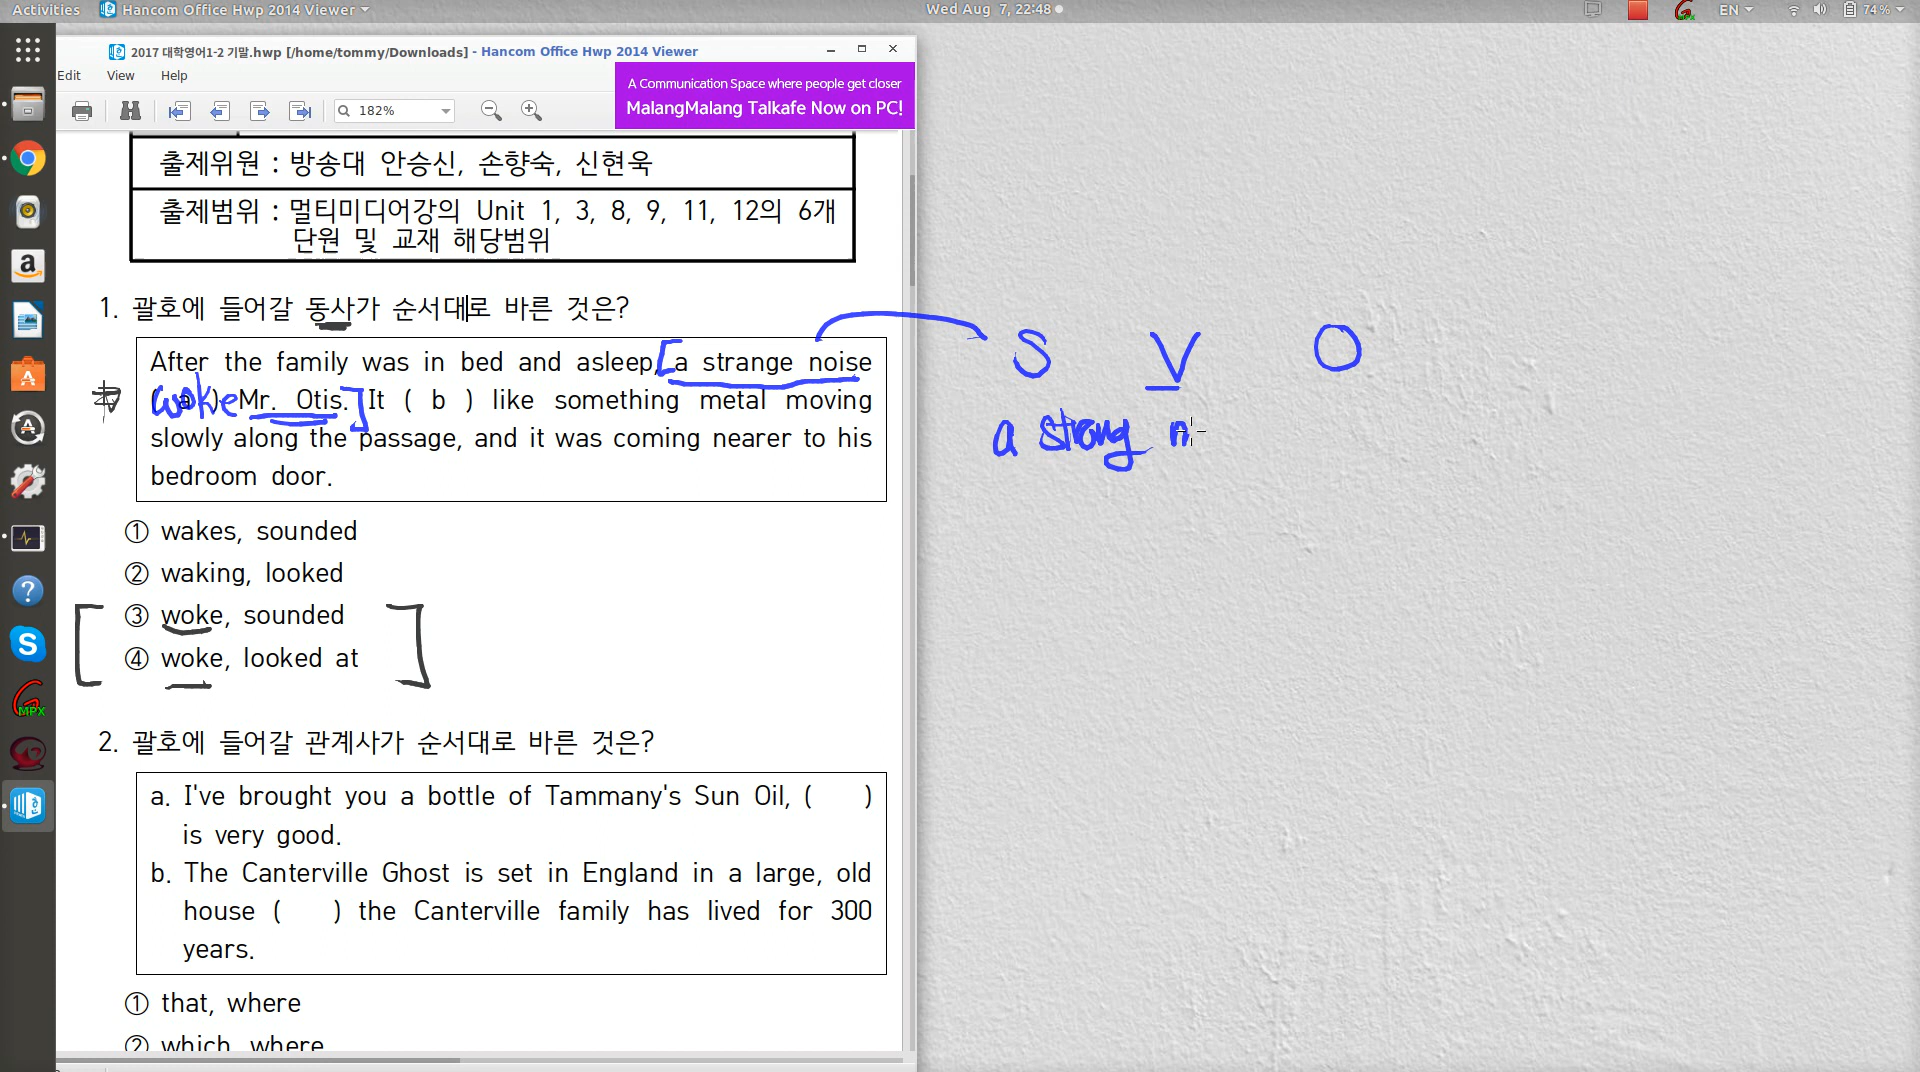 Activities
Hancom Office Hwp 2014 Viewer
Wed Aug 7, 22:48
EN
74%
2017 대학영어1-2 기말.hwp [/home/tommy/Downloads] - Hancom Office Hwp 2014 Viewer
Edit View Help
A Communication Space where people get closer
MalangMalang Talkafe Now on PC!
182%
출제위원 : 방송대 안승신, 손향숙, 신현욱
출제범위 : 멀티미디어강의 Unit 1, 3, 8, 9, 11, 12의 6개
단원 및 교재 해당범위
1. 괄호에 들어갈 동사가 순서대로 바른 것은?
After the family was in bed and asleep, [a strange noise
( a ) woke Mr. Otis.] It ( b ) like something metal moving
slowly along the passage, and it was coming nearer to his
bedroom door.
① wakes, sounded
② waking, looked
[③ woke, sounded
④ woke, looked at]
S V O
a strong n
2. 괄호에 들어갈 관계사가 순서대로 바른 것은?
a. I've brought you a bottle of Tammany's Sun Oil, ( )
is very good.
b. The Canterville Ghost is set in England in a large, old
house ( ) the Canterville family has lived for 300
years.
① that, where
② which, where
a
A
?
S
MPX